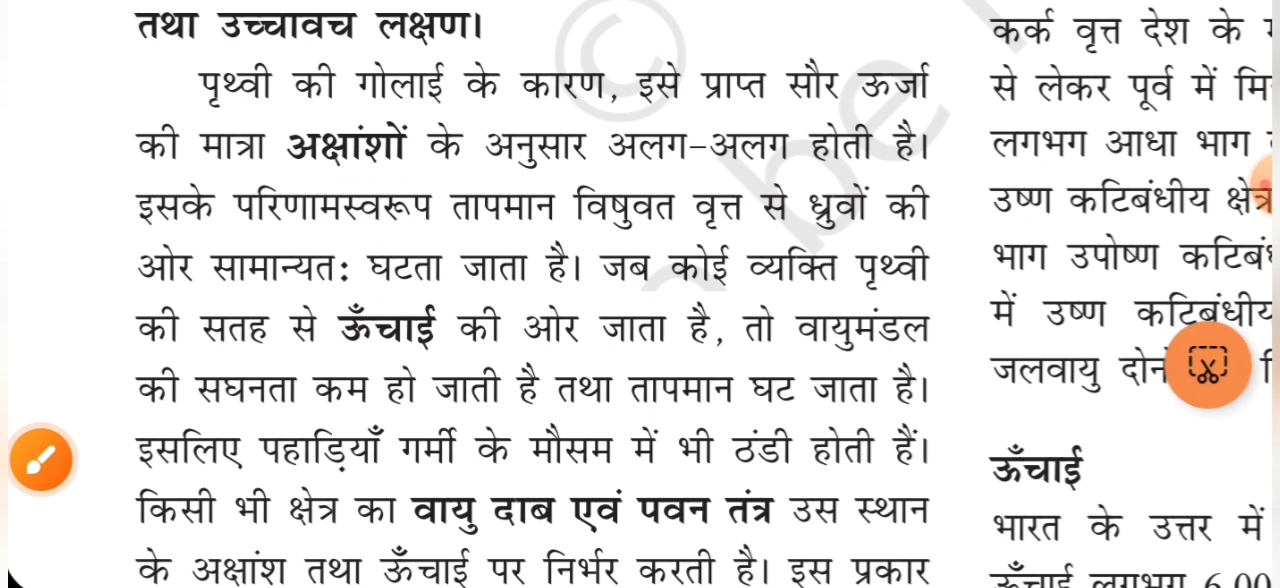 तथा उच्चावच लक्षण।
पृथ्वी की गोलाई के कारण, इसे प्राप्त सौर ऊर्जा
की मात्रा अक्षांशों के अनुसार अलग-अलग होती है।
इसके परिणामस्वरूप तापमान विषुवत वृत्त से ध्रुवों की
ओर सामान्यतः घटता जाता है। जब कोई व्यक्ति पृथ्वी
की सतह से ऊँचाई की ओर जाता है, तो वायुमंडल
की सघनता कम हो जाती है तथा तापमान घट जाता है।
इसलिए पहाड़ियाँ गर्मी के मौसम में भी ठंडी होती हैं।
किसी भी क्षेत्र का वायु दाब एवं पवन तंत्र उस स्थान
के अक्षांश तथा ऊँचाई पर निर्भर करती है। इस प्रकार
कर्क वृत्त देश के
से लेकर पूर्व में मि
लगभग आधा भाग
उष्ण कटिबंधीय क्षेत्र
भाग उपोष्ण
में उष्ण कटिबंधीय
जलवायु
ऊँचाई
भारत के उत्तर में
ऊँचाई लगभग 6,00
© be